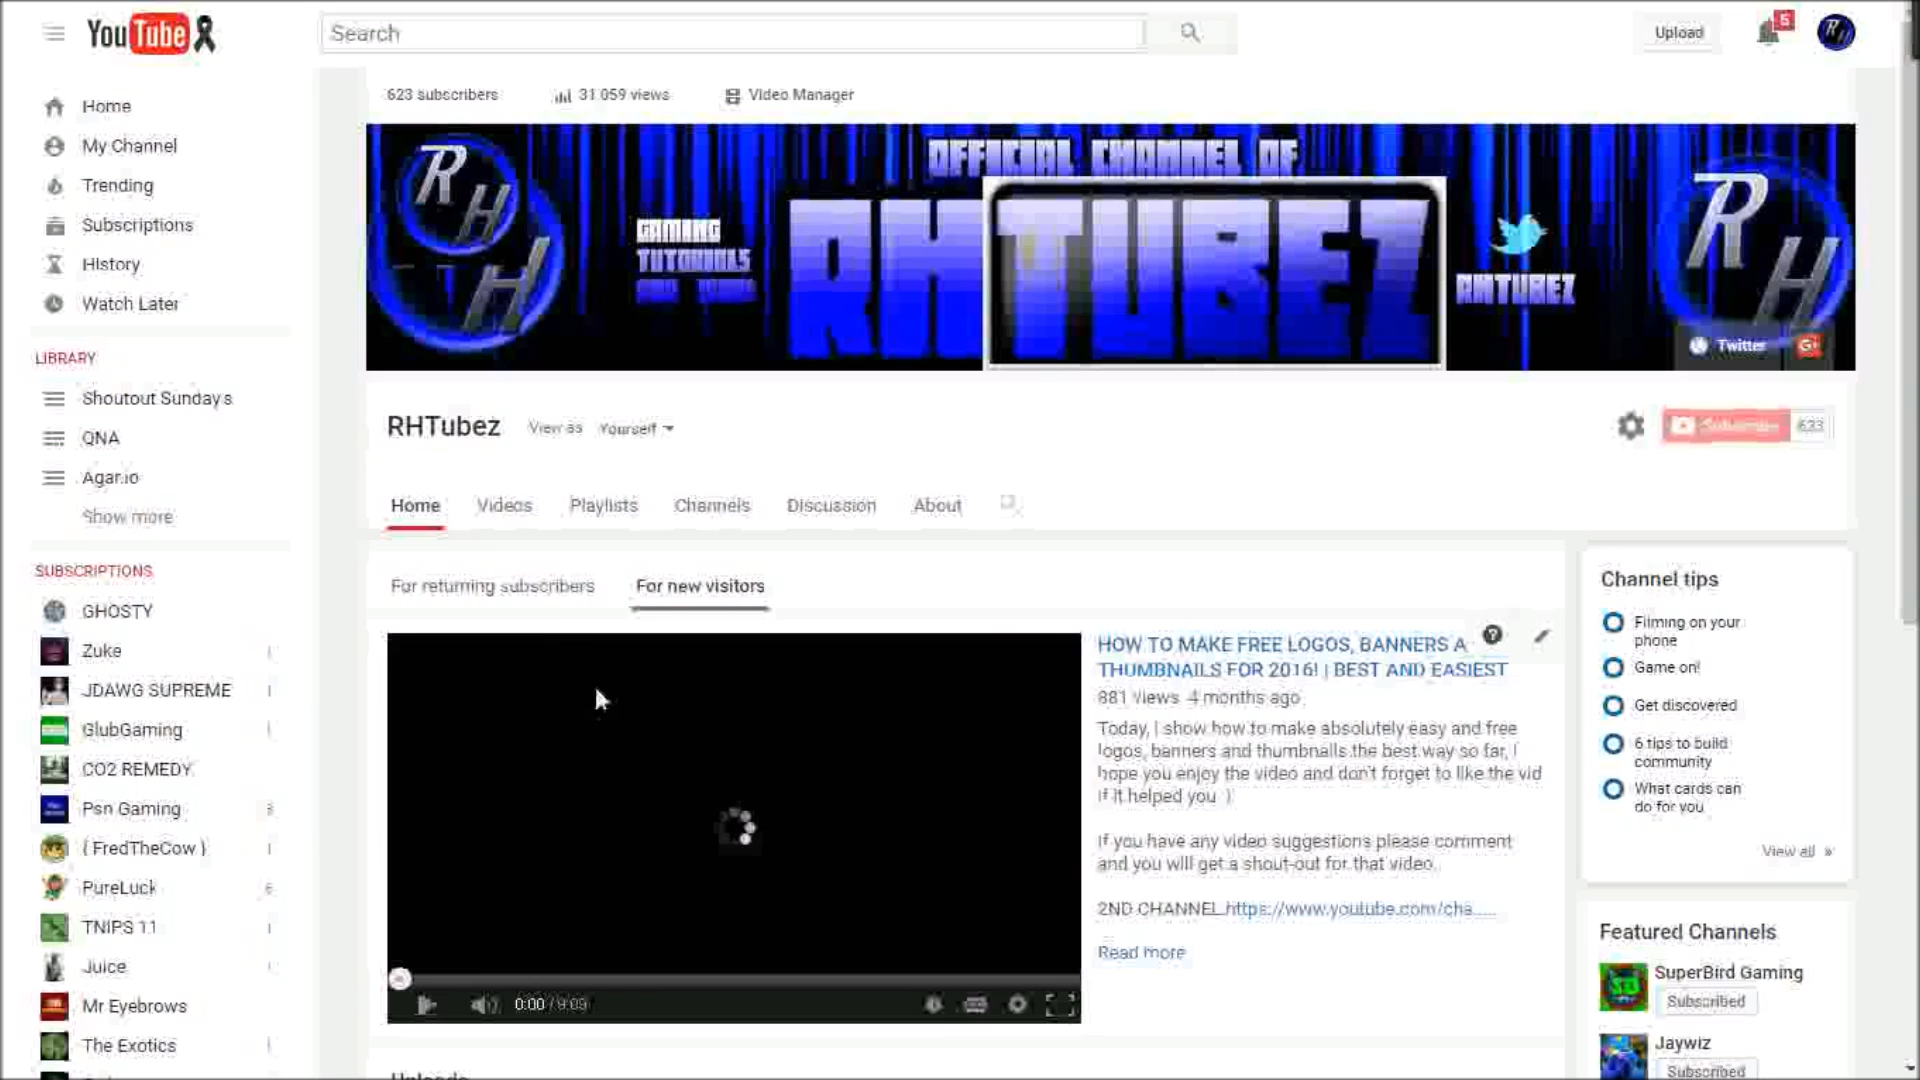 YouTube
Search
Upload
5
623 subscribers
31 059 views
Video Manager
Home
My Channel
Trending
Subscriptions
History
Watch Later
LIBRARY
Shoutout Sundays
QNA
Agar.io
Show more
SUBSCRIPTIONS
GHOSTY
Zuke
JDAWG SUPREME
GlubGaming
CO2 REMEDY
Psn Gaming
( FredTheCow )
PureLuck
TNIPS 11
Juice
Mr Eyebrows
The Exotics
RH
OFFICIAL CHANNEL OF
GAMING
TUTORIALS
RHTUBEZ
RHTUBEZ
RH
Twitter
G+
RHTubez
View as
Yourself
Subscribe
623
Home
Videos
Playlists
Channels
Discussion
About
For returning subscribers
For new visitors
0:00 / 9:09
HOW TO MAKE FREE LOGOS, BANNERS A
THUMBNAILS FOR 2016! | BEST AND EASIEST
881 views 4 months ago
Today, I show how to make absolutely easy and free
logos, banners and thumbnails the best way so far, I
hope you enjoy the video and don't forget to like the vid
if it helped you :)
If you have any video suggestions please comment
and you will get a shout-out for that video.
2ND CHANNEL https://www.youtube.com/cha......
Read more
Channel tips
Filming on your
phone
Game on!
Get discovered
6 tips to build
community
What cards can
do for you
View all »
Featured Channels
SuperBird Gaming
Subscribed
Jaywiz
Subscribed
Uploads